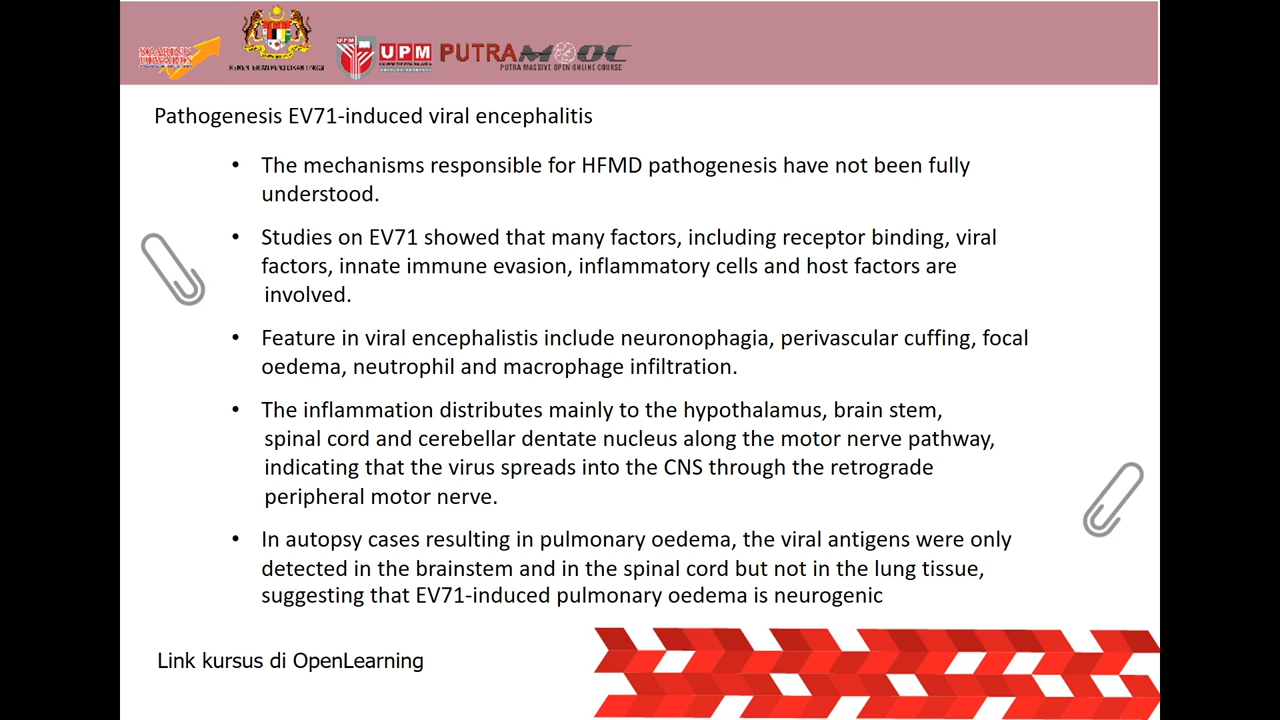 SOARING UPWARDS
KEMENTERIAN PENDIDIKAN TINGGI
UPM
PUTRAMOOC
PUTRA MASSIVE OPEN ONLINE COURSE
Pathogenesis EV71-induced viral encephalitis
• The mechanisms responsible for HFMD pathogenesis have not been fully
understood.
• Studies on EV71 showed that many factors, including receptor binding, viral
factors, innate immune evasion, inflammatory cells and host factors are
involved.
• Feature in viral encephalistis include neuronophagia, perivascular cuffing, focal
oedema, neutrophil and macrophage infiltration.
• The inflammation distributes mainly to the hypothalamus, brain stem,
spinal cord and cerebellar dentate nucleus along the motor nerve pathway,
indicating that the virus spreads into the CNS through the retrograde
peripheral motor nerve.
• In autopsy cases resulting in pulmonary oedema, the viral antigens were only
detected in the brainstem and in the spinal cord but not in the lung tissue,
suggesting that EV71-induced pulmonary oedema is neurogenic
Link kursus di OpenLearning